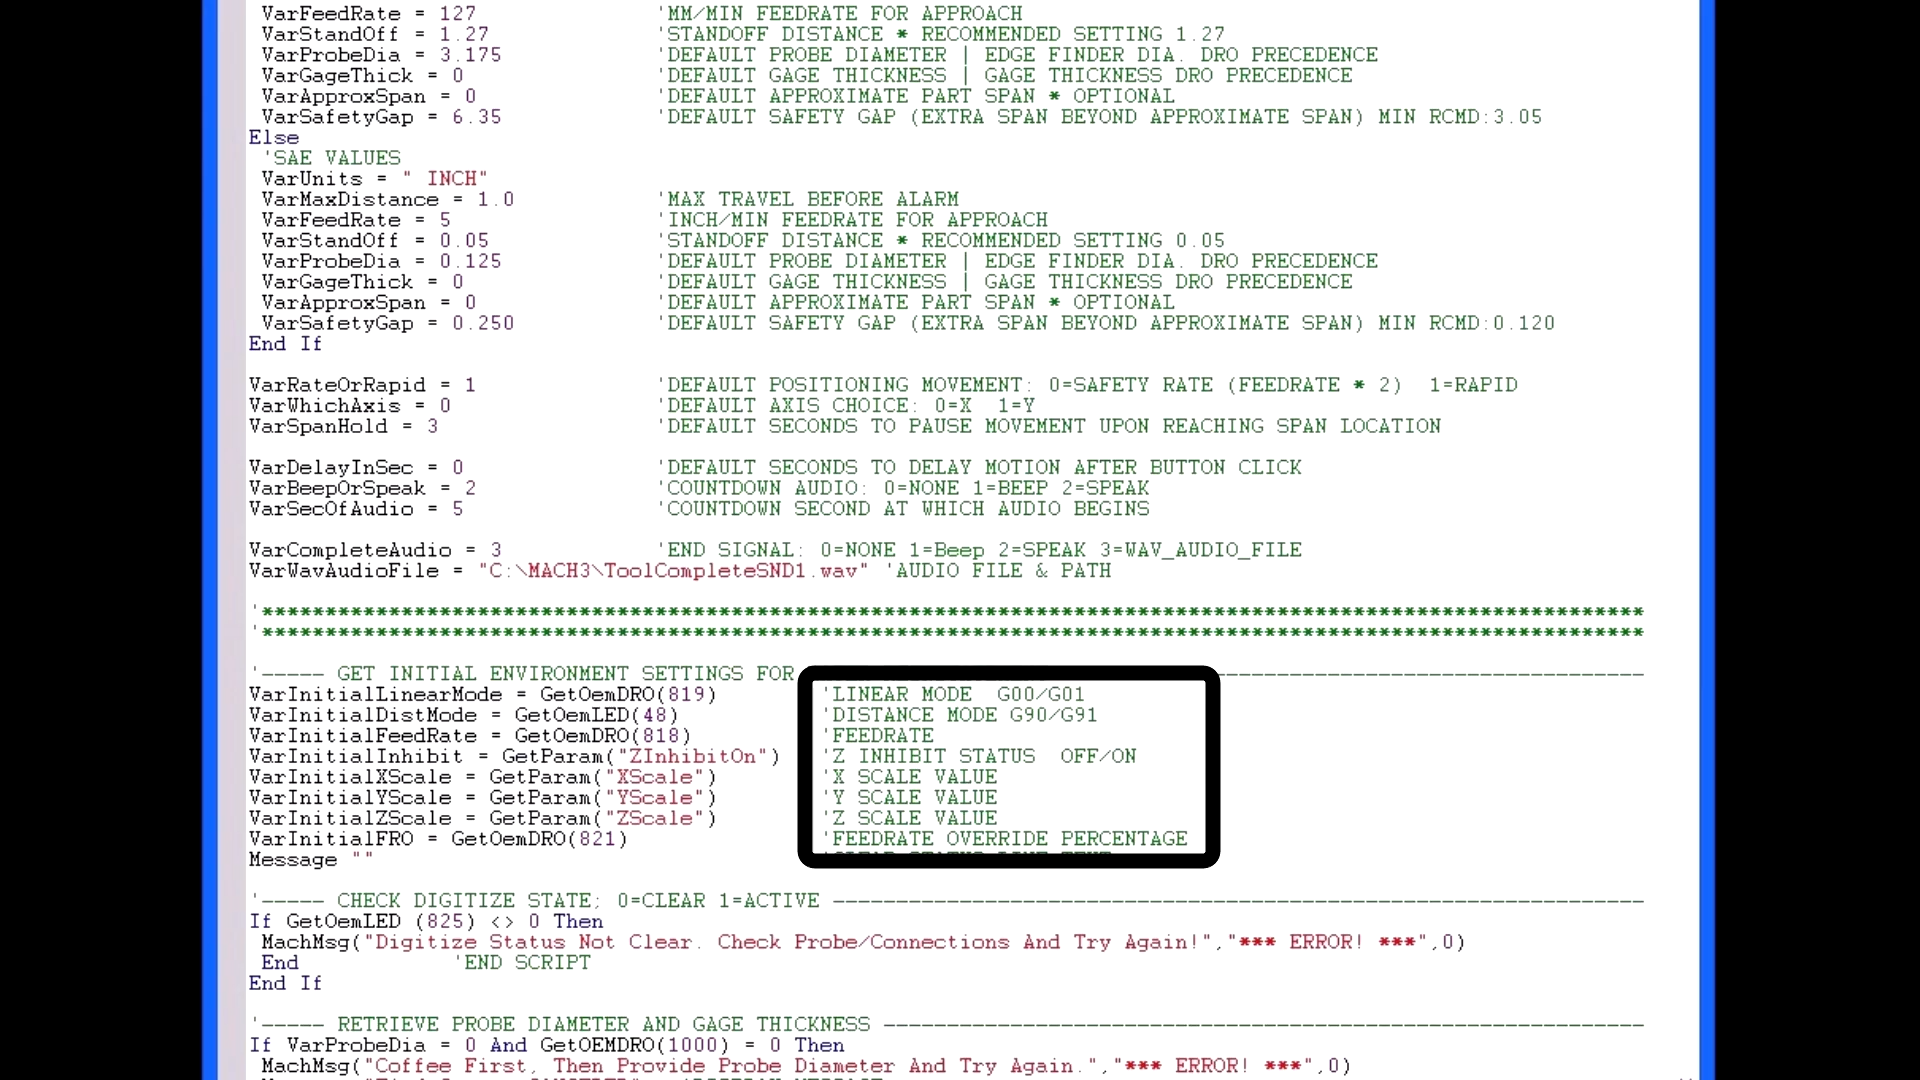 VarFeedRate = 127 'MM/MIN FEEDRATE FOR APPROACH
VarStandOff = 1.27 'STANDOFF DISTANCE * RECOMMENDED SETTING 1.27
VarProbeDia = 3.175 'DEFAULT PROBE DIAMETER | EDGE FINDER DIA. DRO PRECEDENCE
VarGageThick = 0 'DEFAULT GAGE THICKNESS | GAGE THICKNESS DRO PRECEDENCE
VarApproxSpan = 0 'DEFAULT APPROXIMATE PART SPAN * OPTIONAL
VarSafetyGap = 6.35 'DEFAULT SAFETY GAP (EXTRA SPAN BEYOND APPROXIMATE SPAN) MIN RCMD:3.05
Else
'SAE VALUES
VarUnits = " INCH"
VarMaxDistance = 1.0 'MAX TRAVEL BEFORE ALARM
VarFeedRate = 5 'INCH/MIN FEEDRATE FOR APPROACH
VarStandOff = 0.05 'STANDOFF DISTANCE * RECOMMENDED SETTING 0.05
VarProbeDia = 0.125 'DEFAULT PROBE DIAMETER | EDGE FINDER DIA. DRO PRECEDENCE
VarGageThick = 0 'DEFAULT GAGE THICKNESS | GAGE THICKNESS DRO PRECEDENCE
VarApproxSpan = 0 'DEFAULT APPROXIMATE PART SPAN * OPTIONAL
VarSafetyGap = 0.250 'DEFAULT SAFETY GAP (EXTRA SPAN BEYOND APPROXIMATE SPAN) MIN RCMD:0.120
End If
VarRateOrRapid = 1 'DEFAULT POSITIONING MOVEMENT: 0=SAFETY RATE (FEEDRATE * 2) 1=RAPID
VarWhichAxis = 0 'DEFAULT AXIS CHOICE: 0=X 1=Y
VarSpanHold = 3 'DEFAULT SECONDS TO PAUSE MOVEMENT UPON REACHING SPAN LOCATION
VarDelayInSec = 0 'DEFAULT SECONDS TO DELAY MOTION AFTER BUTTON CLICK
VarBeepOrSpeak = 2 'COUNTDOWN AUDIO: 0=NONE 1=BEEP 2=SPEAK
VarSecOfAudio = 5 'COUNTDOWN SECOND AT WHICH AUDIO BEGINS
VarCompleteAudio = 3 'END SIGNAL: 0=NONE 1=Beep 2=SPEAK 3=WAV_AUDIO_FILE
VarWavAudioFile = "C:\MACH3\ToolCompleteSND1.wav" 'AUDIO FILE & PATH
'*************************************************************************************************************
'*************************************************************************************************************
'----- GET INITIAL ENVIRONMENT SETTINGS FOR ----------------------------------
VarInitialLinearMode = GetOemDRO(819) 'LINEAR MODE G00/G01
VarInitialDistMode = GetOemLED(48) 'DISTANCE MODE G90/G91
VarInitialFeedRate = GetOemDRO(818) 'FEEDRATE
VarInitialInhibit = GetParam("ZInhibitOn") 'Z INHIBIT STATUS OFF/ON
VarInitialXScale = GetParam("XScale") 'X SCALE VALUE
VarInitialYScale = GetParam("YScale") 'Y SCALE VALUE
VarInitialZScale = GetParam("ZScale") 'Z SCALE VALUE
VarInitialFRO = GetOemDRO(821) 'FEEDRATE OVERRIDE PERCENTAGE
Message ""
'----- CHECK DIGITIZE STATE; 0=CLEAR 1=ACTIVE ----------------------------------------------------------------
If GetOemLED (825) <> 0 Then
MachMsg("Digitize Status Not Clear. Check Probe/Connections And Try Again!","*** ERROR! ***",0)
End 'END SCRIPT
End If
'----- RETRIEVE PROBE DIAMETER AND GAGE THICKNESS ------------------------------------------------------------
If VarProbeDia = 0 And GetOEMDRO(1000) = 0 Then
MachMsg("Coffee First, Then Provide Probe Diameter And Try Again.","*** ERROR! ***",0)